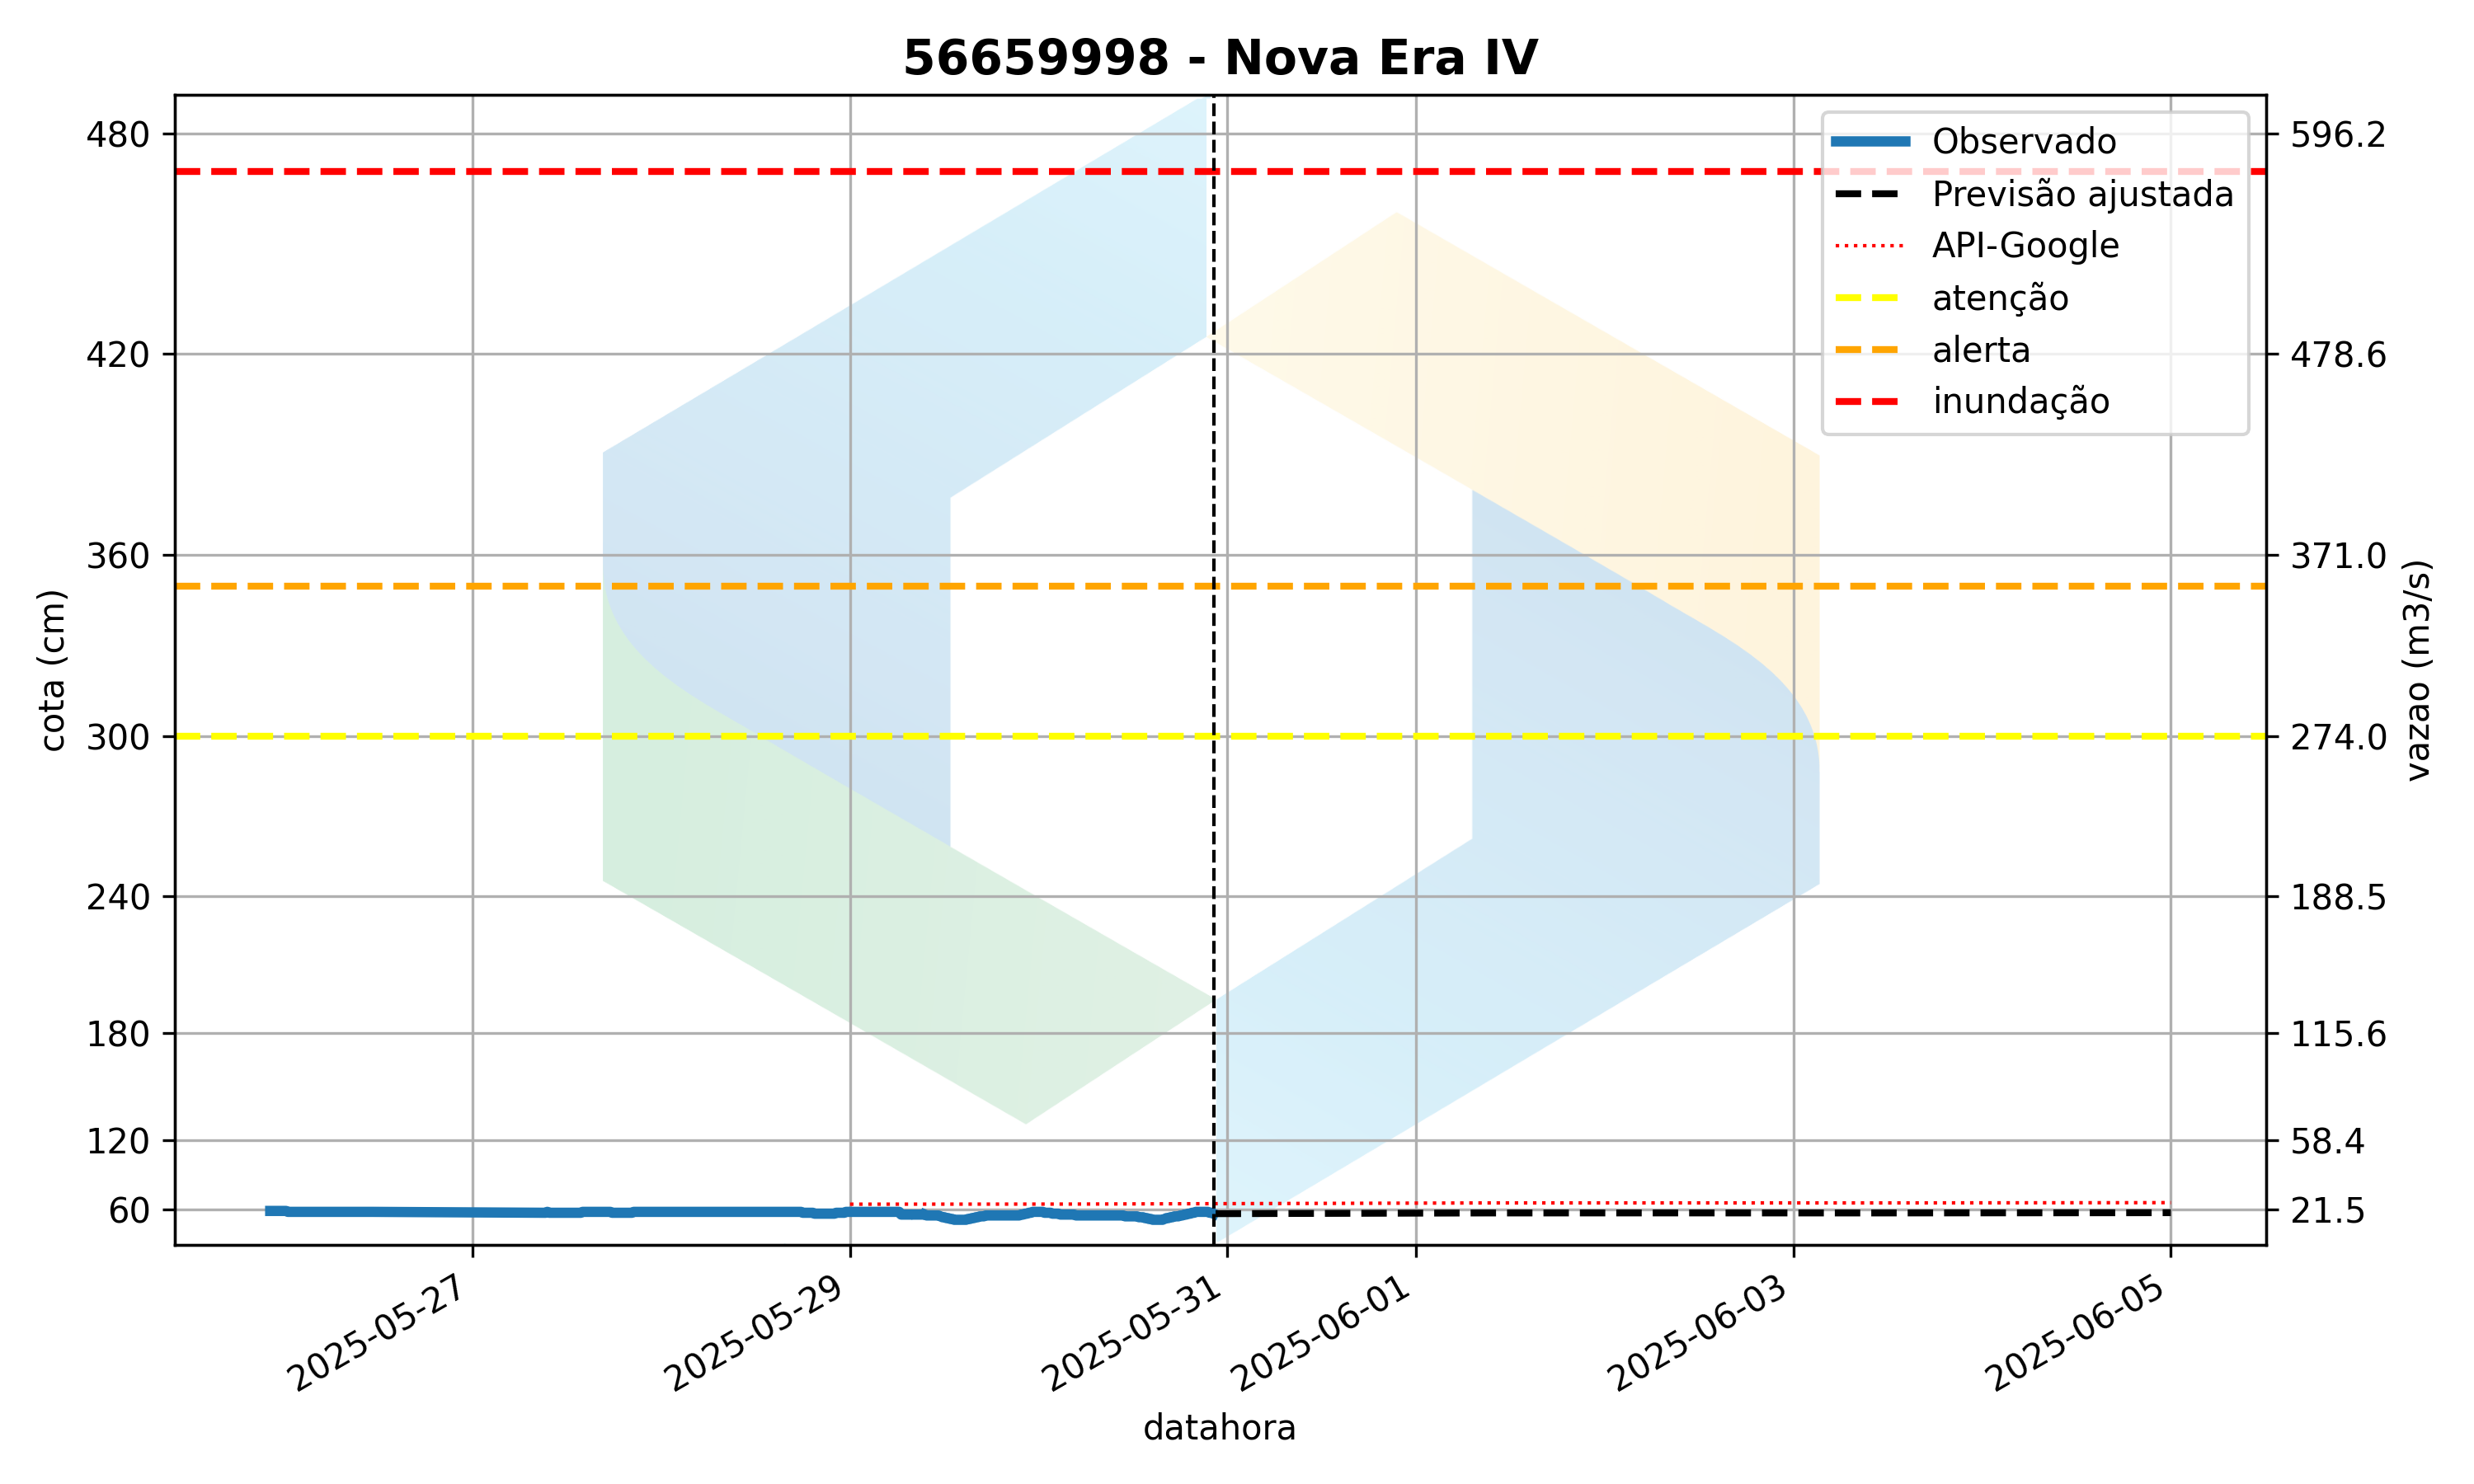 56659998 - Nova Era IV
480
420
360
300
240
180
120
60
cota (cm)
596.2
478.6
371.0
274.0
188.5
115.6
58.4
21.5
vazao (m3/s)
Observado
Previsão ajustada
API-Google
atenção
alerta
inundação
2025-05-27
2025-05-29
2025-05-31
2025-06-01
2025-06-03
2025-06-05
datahora